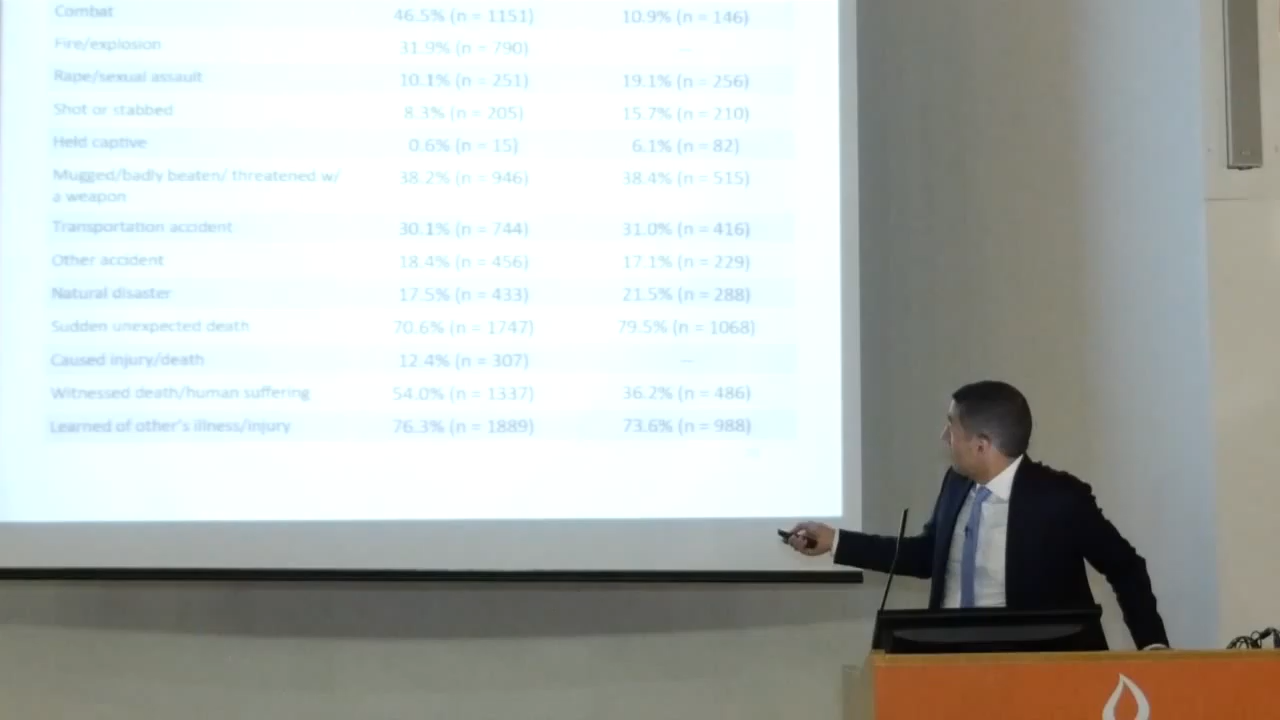 Combat 46.5% (n = 1151) 10.9% (n = 146)
Fire/explosion 31.9% (n = 790) —
Rape/sexual assault 10.1% (n = 251) 19.1% (n = 256)
Shot or stabbed 8.3% (n = 205) 15.7% (n = 210)
Held captive 0.6% (n = 15) 6.1% (n = 82)
Mugged/badly beaten/ threatened w/ 38.2% (n = 946) 38.4% (n = 515)
a weapon
Transportation accident 30.1% (n = 744) 31.0% (n = 416)
Other accident 18.4% (n = 456) 17.1% (n = 229)
Natural disaster 17.5% (n = 433) 21.5% (n = 288)
Sudden unexpected death 70.6% (n = 1747) 79.5% (n = 1068)
Caused injury/death 12.4% (n = 307) —
Witnessed death/human suffering 54.0% (n = 1337) 36.2% (n = 486)
Learned of other's illness/injury 76.3% (n = 1889) 73.6% (n = 988)